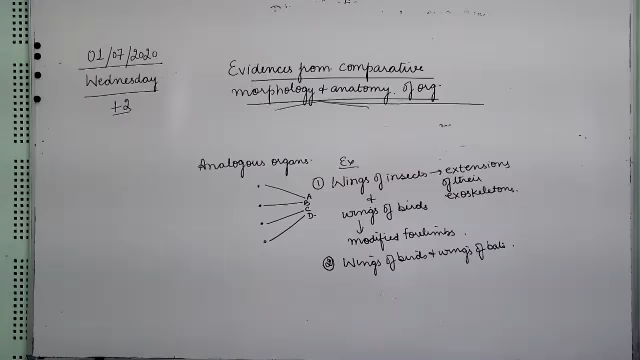 01/07/2020
Wednesday
+2
Evidences from comparative
morphology & anatomy. of org.
Analogous organs.
Ex
① Wings of insects → extensions
of their
exoskeletons.
+
wings of birds
↓
modified forelimbs.
② Wings of birds & wings of bats.
A
B
C
D.